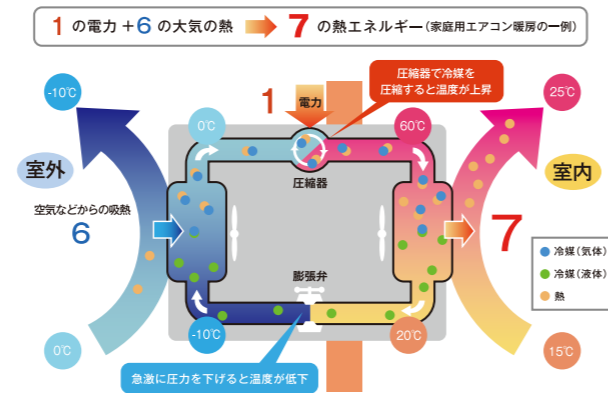 1 の電力＋6 の大気の熱 7 の熱エネルギー（家庭用エアコン暖房の一例）
圧縮器で冷媒を
圧縮すると温度が上昇
-10℃
25℃
1
電力
0℃
60℃
室外
圧縮器
室内
空気などからの吸熱
6
7
冷媒（気体）
冷媒（液体）
熱
膨張弁
-10℃
20℃
0℃
15℃
急激に圧力を下げると温度が低下